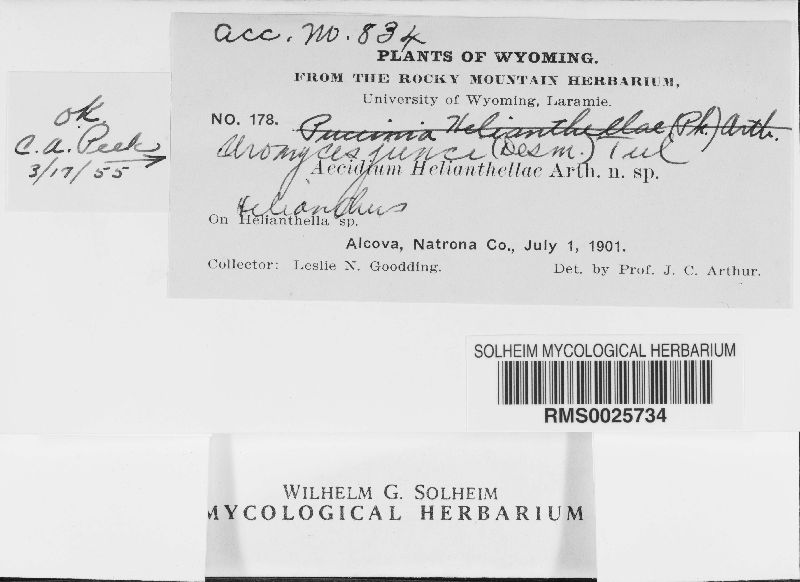 acc. no. 834
PLANTS OF WYOMING.
FROM THE ROCKY MOUNTAIN HERBARIUM,
University of Wyoming, Laramie.
NO. 178. Puccinia Helianthellae (Pk.) Arth.
Uromyces junci (Desm.) Tul
Aecidium Helianthellae Arth. n. sp.
Helianthus
On Helianthella sp.
Alcova, Natrona Co., July 1, 1901.
Collector: Leslie N. Goodding. Det. by Prof. J. C. Arthur.
ok.
C. A. Peck
3/17/55
SOLHEIM MYCOLOGICAL HERBARIUM
RMS0025734
WILHELM G. SOLHEIM
MYCOLOGICAL HERBARIUM